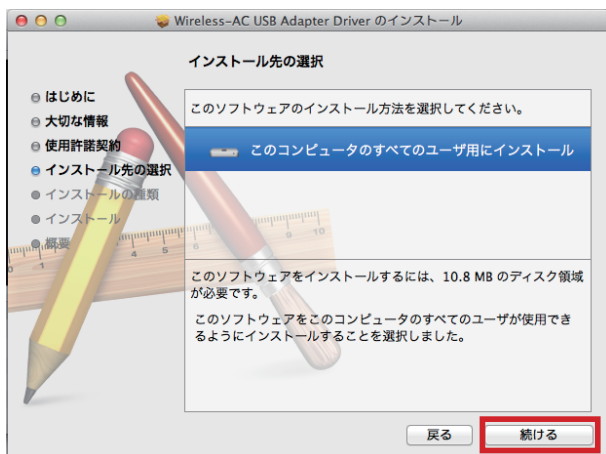 Wireless-AC USB Adapter Driver のインストール
インストール先の選択
はじめに
大切な情報
使用許諾契約
インストール先の選択
インストールの種類
インストール
概要
このソフトウェアのインストール方法を選択してください。
このコンピュータのすべてのユーザ用にインストール
このソフトウェアをインストールするには、10.8 MB のディスク領域
が必要です。
このソフトウェアをこのコンピュータのすべてのユーザが使用でき
るようにインストールすることを選択しました。
戻る
続ける